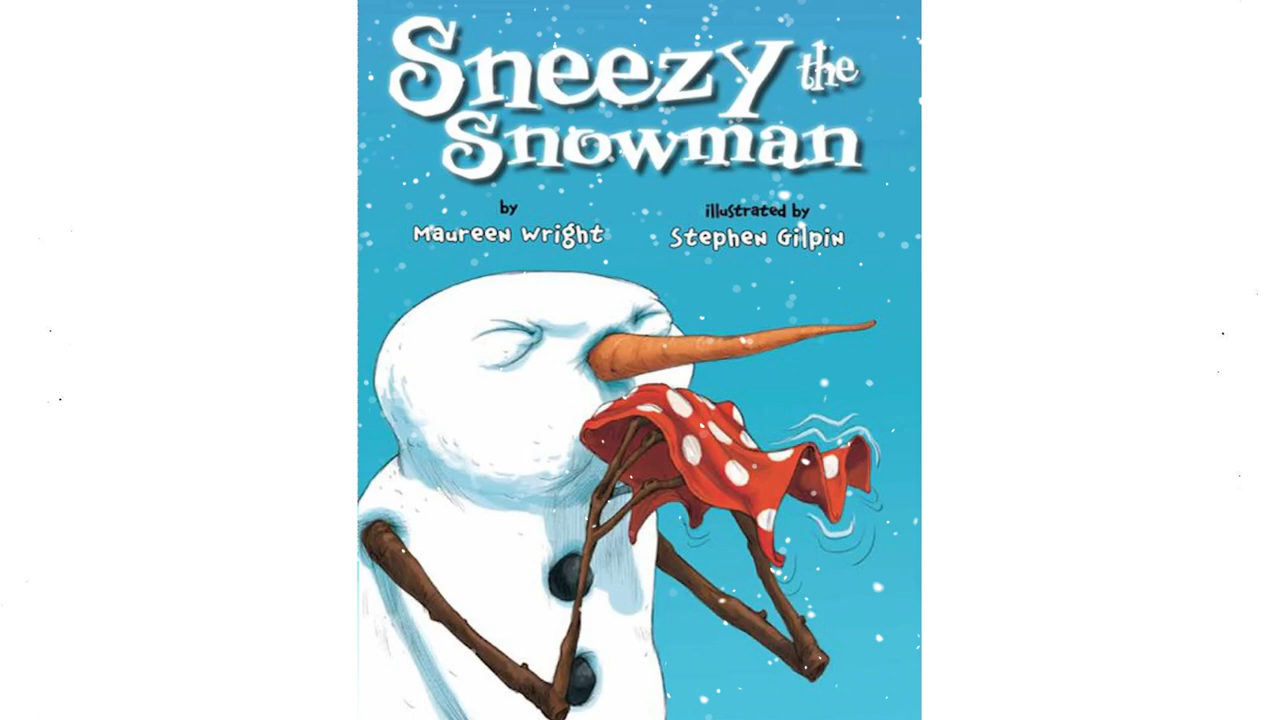 Sneezy the
Snowman
by
Maureen Wright
illustrated by
Stephen Gilpin